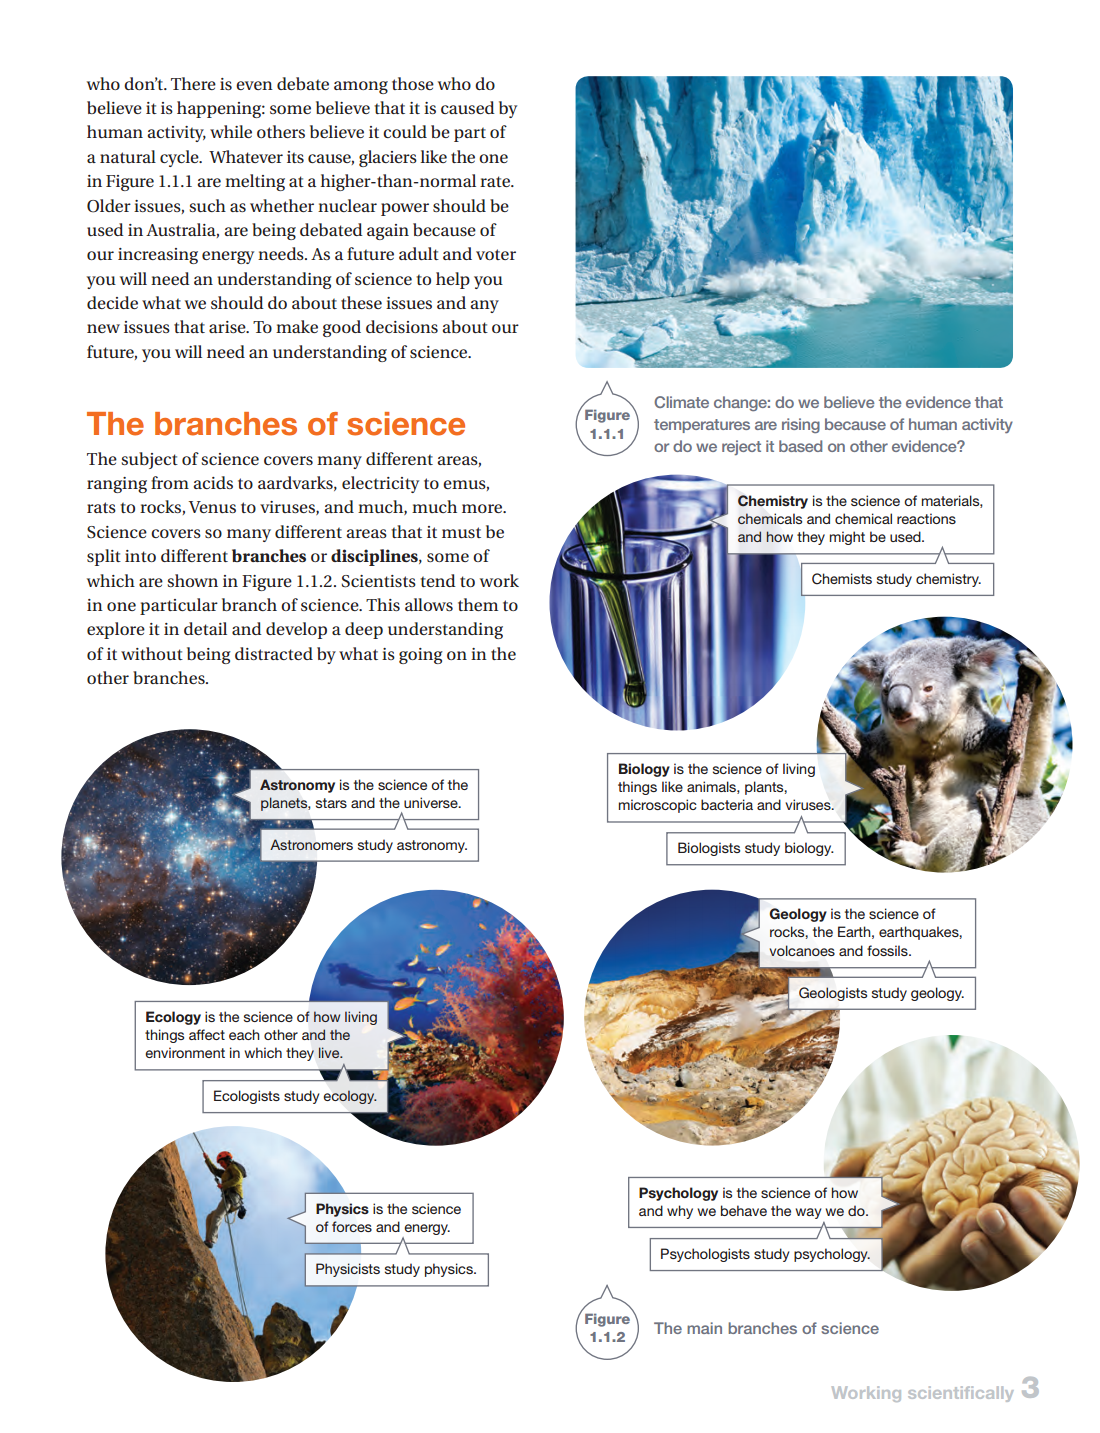 who don't. There is even debate among those who do
believe it is happening: some believe that it is caused by
human activity, while others believe it could be part of
a natural cycle. Whatever its cause, glaciers like the one
in Figure 1.1.1 are melting at a higher-than-normal rate.
Older issues, such as whether nuclear power should be
used in Australia, are being debated again because of
our increasing energy needs. As a future adult and voter
you will need an understanding of science to help you
decide what we should do about these issues and any
new issues that arise. To make good decisions about our
future, you will need an understanding of science.
The branches of science
The subject of science covers many different areas,
ranging from acids to aardvarks, electricity to emus,
rats to rocks, Venus to viruses, and much, much more.
Science covers so many different areas that it must be
split into different branches or disciplines, some of
which are shown in Figure 1.1.2. Scientists tend to work
in one particular branch of science. This allows them to
explore it in detail and develop a deep understanding
of it without being distracted by what is going on in the
other branches.
Figure
1.1.1
Climate change: do we believe the evidence that
temperatures are rising because of human activity
or do we reject it based on other evidence?
Chemistry is the science of materials,
chemicals and chemical reactions
and how they might be used.
Chemists study chemistry.
Biology is the science of living
things like animals, plants,
microscopic bacteria and viruses.
Biologists study biology.
Astronomy is the science of the
planets, stars and the universe.
Astronomers study astronomy.
Geology is the science of
rocks, the Earth, earthquakes,
volcanoes and fossils.
Geologists study geology.
Ecology is the science of how living
things affect each other and the
environment in which they live.
Ecologists study ecology.
Psychology is the science of how
and why we behave the way we do.
Psychologists study psychology.
Physics is the science
of forces and energy.
Physicists study physics.
Figure
1.1.2
The main branches of science
Working scientifically 3